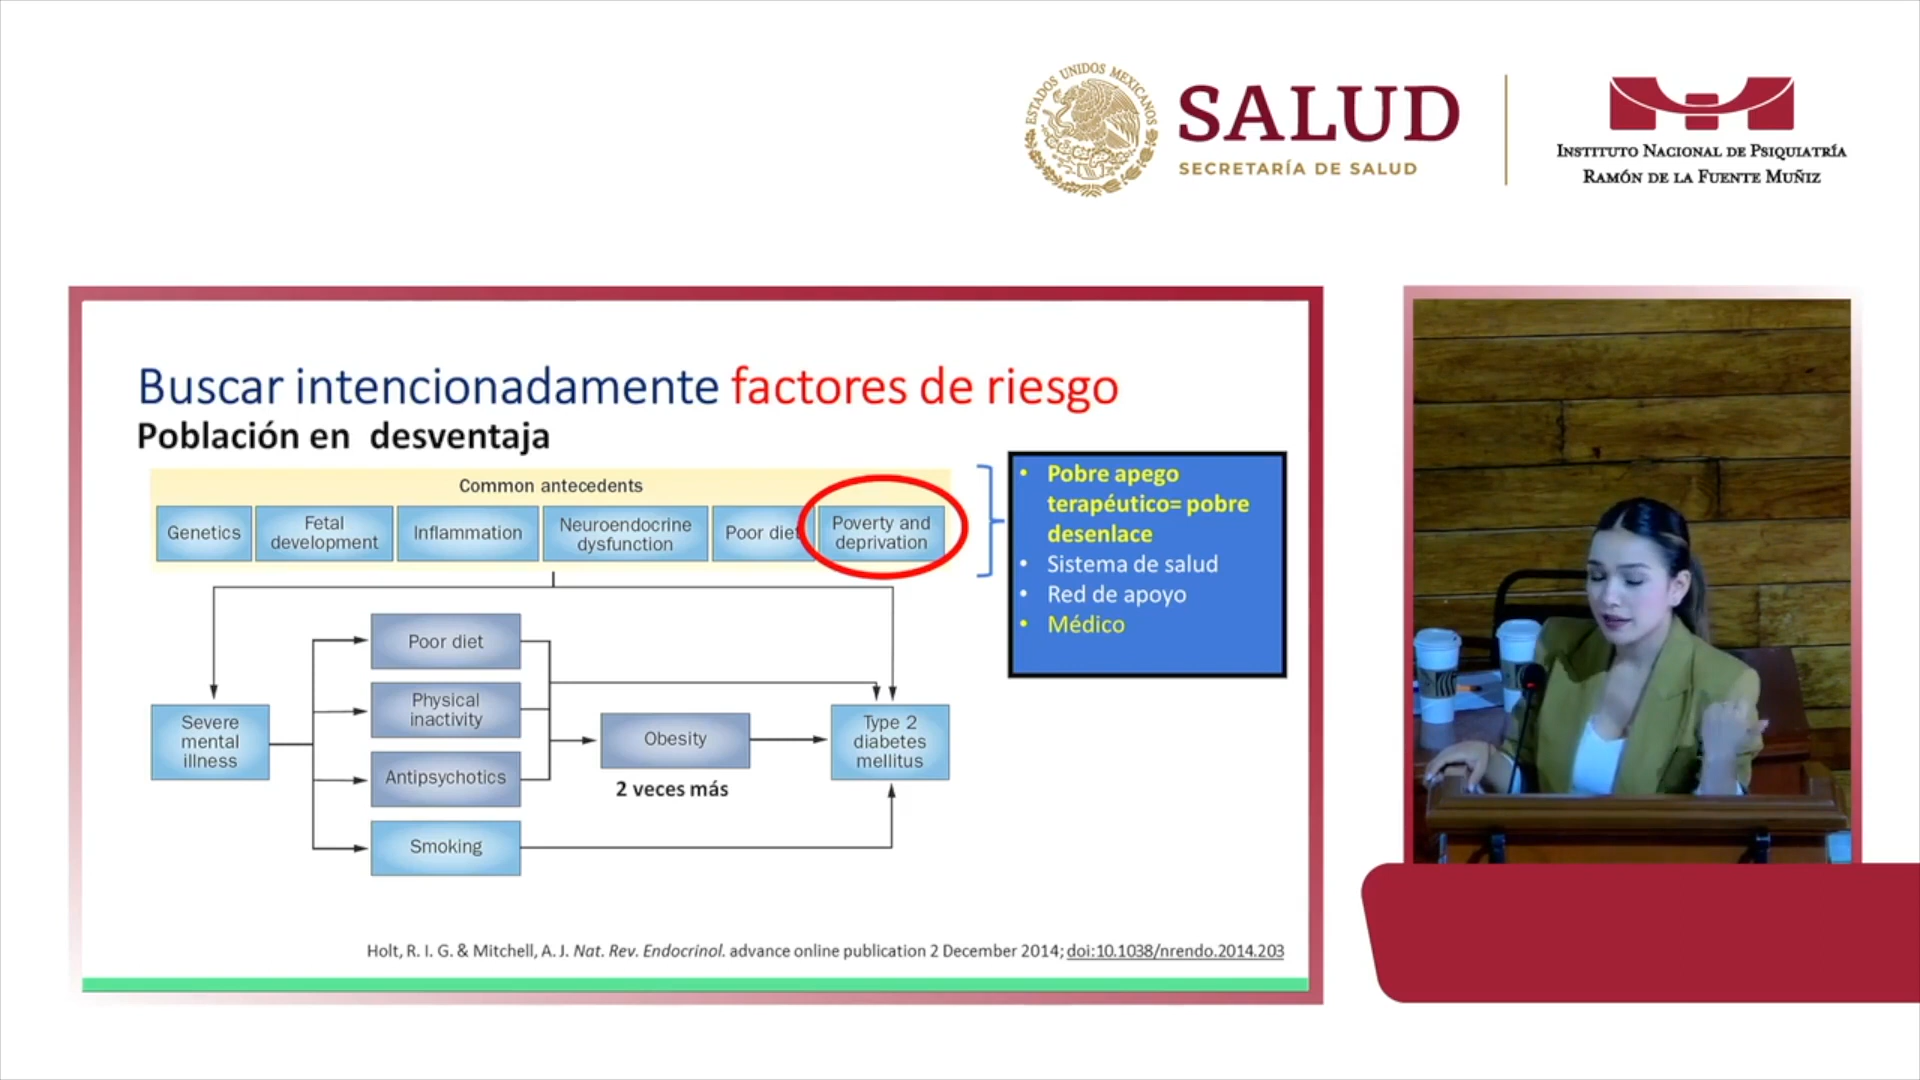 ESTADOS UNIDOS MEXICANOS
SALUD
SECRETARÍA DE SALUD
INSTITUTO NACIONAL DE PSIQUIATRÍA
RAMÓN DE LA FUENTE MUÑIZ
Buscar intencionadamente factores de riesgo
Población en desventaja
Common antecedents
Genetics
Fetal
development
Inflammation
Neuroendocrine
dysfunction
Poor diet
Poverty and
deprivation
• Pobre apego
terapéutico= pobre
desenlace
• Sistema de salud
• Red de apoyo
• Médico
Severe
mental
illness
Poor diet
Physical
inactivity
Antipsychotics
Smoking
Obesity
2 veces más
Type 2
diabetes
mellitus
Holt, R. I. G. & Mitchell, A. J. Nat. Rev. Endocrinol. advance online publication 2 December 2014; doi:10.1038/nrendo.2014.203